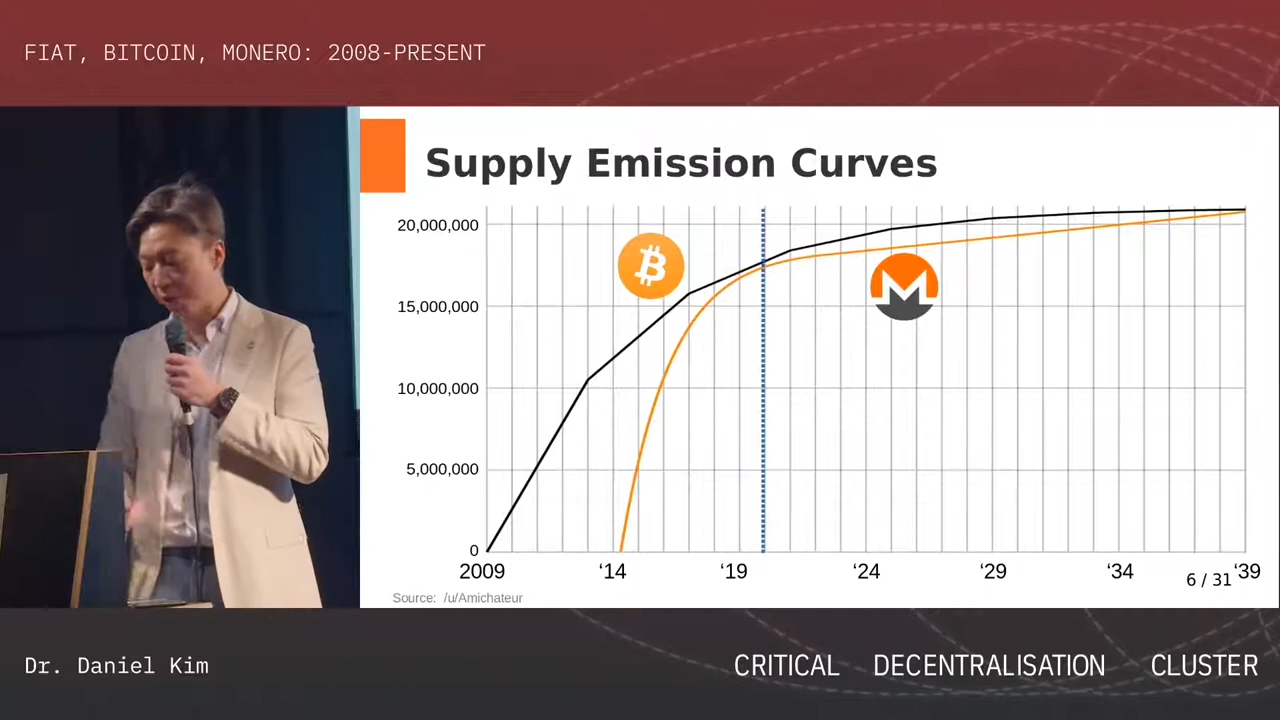 FIAT, BITCOIN, MONERO: 2008-PRESENT
Supply Emission Curves
20,000,000
15,000,000
10,000,000
5,000,000
0
2009 ‘14 ‘19 ‘24 ‘29 ‘34 ‘39
6 / 31
Source: /u/Amichateur
Dr. Daniel Kim
CRITICAL DECENTRALISATION CLUSTER